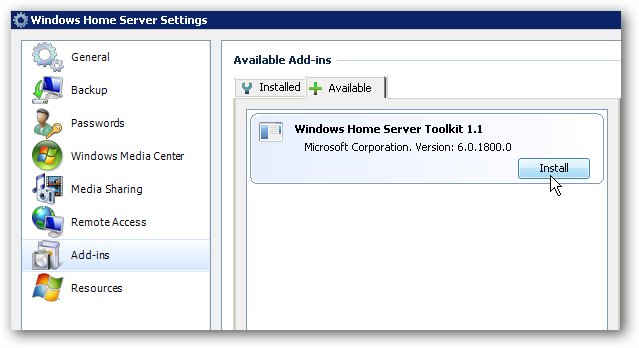 Windows Home Server Settings
General
Backup
Passwords
Windows Media Center
Media Sharing
Remote Access
Add-ins
Resources
Available Add-ins
Installed
Available
Windows Home Server Toolkit 1.1
Microsoft Corporation. Version: 6.0.1800.0
Install